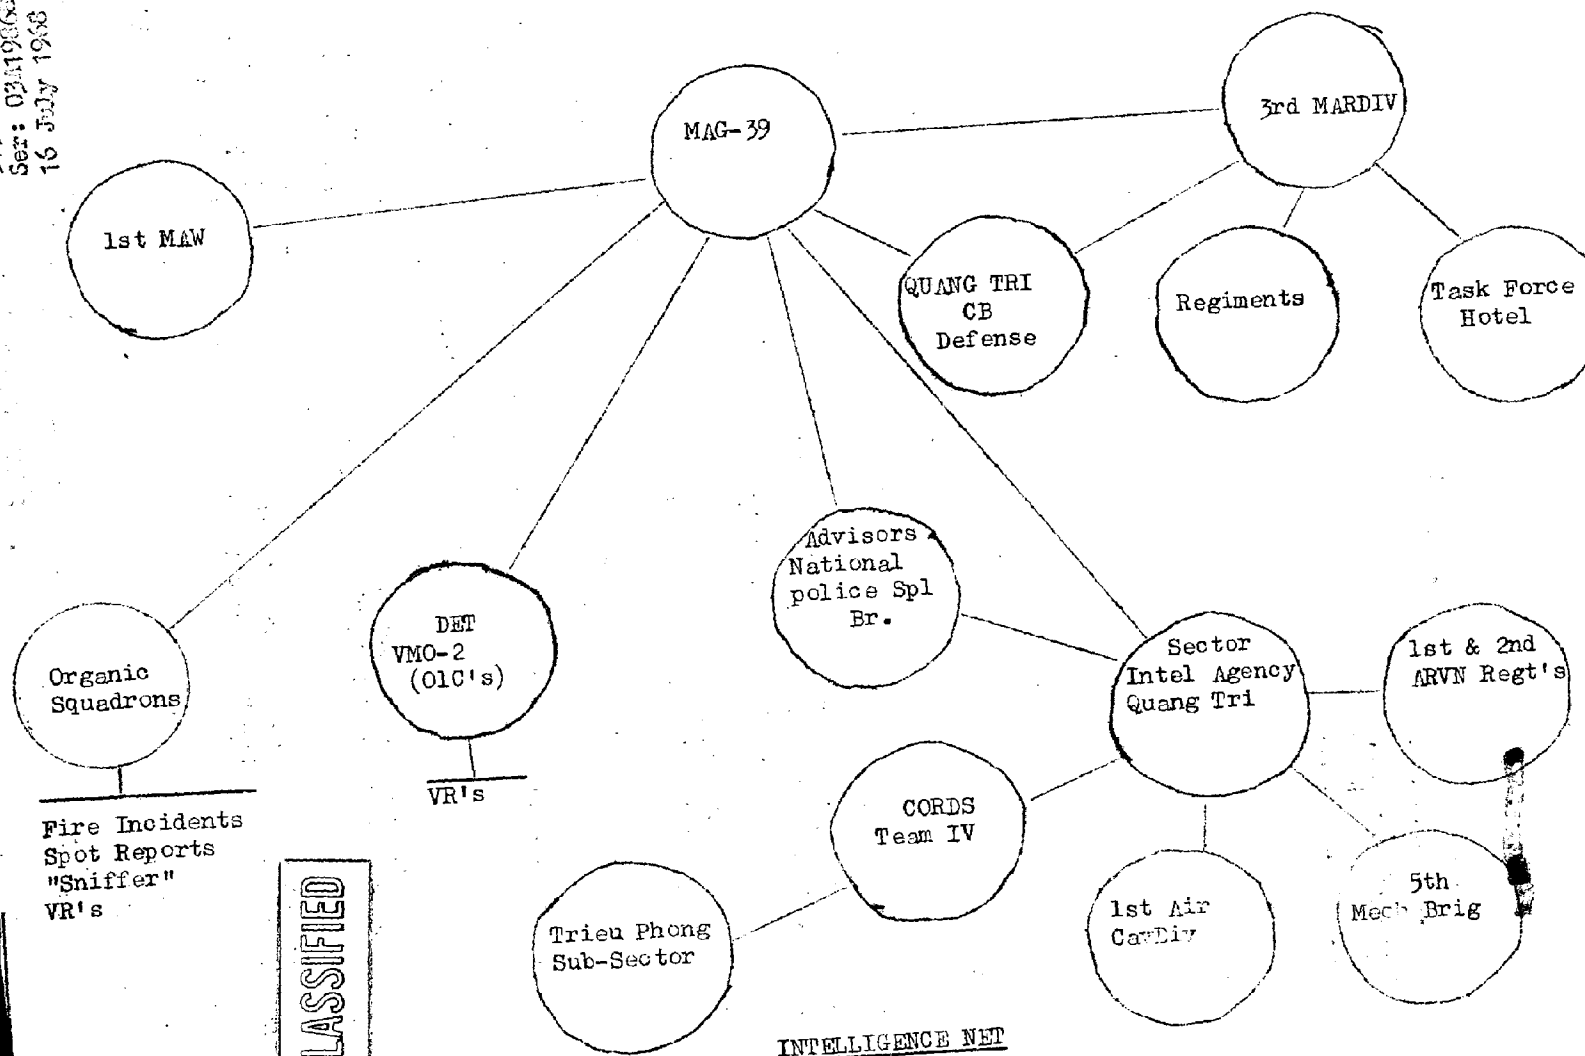 16 July 1968
MAG-39
3rd MARDIV
1st MAW
QUANG TRI
CB
Defense
Regiments
Task Force
Hotel
Advisors
National
police Spl
Br.
Organic
Squadrons
DET
VMO-2
(O1C's)
Sector
Intel Agency
Quang Tri
1st & 2nd
ARVN Regt's
VR's
Fire Incidents
Spot Reports
"Sniffer"
VR's
CORDS
Team IV
Trieu Phong
Sub-Sector
1st Air
CavDiv
5th
Mech Brig
LASSIFIED
INTELLIGENCE NET